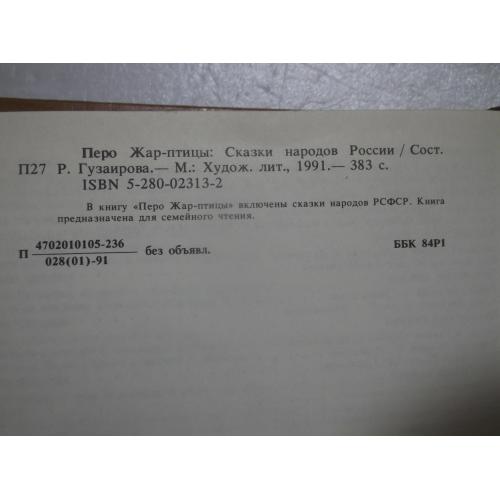 Перо Жар-птицы: Сказки народов России / Сост.
П27 Р. Гузаирова.— М.: Худож. лит., 1991.— 383 с.
ISBN 5-280-02313-2
В книгу «Перо Жар-птицы» включены сказки народов РСФСР. Книга
предназначена для семейного чтения.
П 4702010105-236 / 028(01)-91 без объявл.
ББК 84Р1